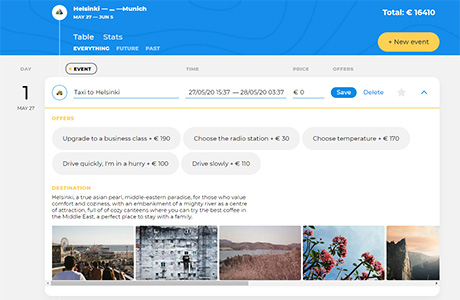 Helsinki — ... —Munich
MAY 27 — JUN 5
Total: € 16410
Table Stats
EVERYTHING FUTURE PAST
+ New event
DAY EVENT TIME PRICE OFFERS
1
MAY 27
Taxi to Helsinki 27/05/20 15:37 — 28/05/20 03:37 € 0 Save Delete
OFFERS
Upgrade to a business class + € 190 Choose the radio station + € 30 Choose temperature + € 170
Drive quickly, I'm in a hurry + € 100 Drive slowly + € 110
DESTINATION
Helsinki, a true asian pearl, middle-eastern paradise, for those who value
comfort and coziness, with an embankment of a mighty river as a centre
of attraction, full of of cozy canteens where you can try the best coffee in
the Middle East, a perfect place to stay with a family.